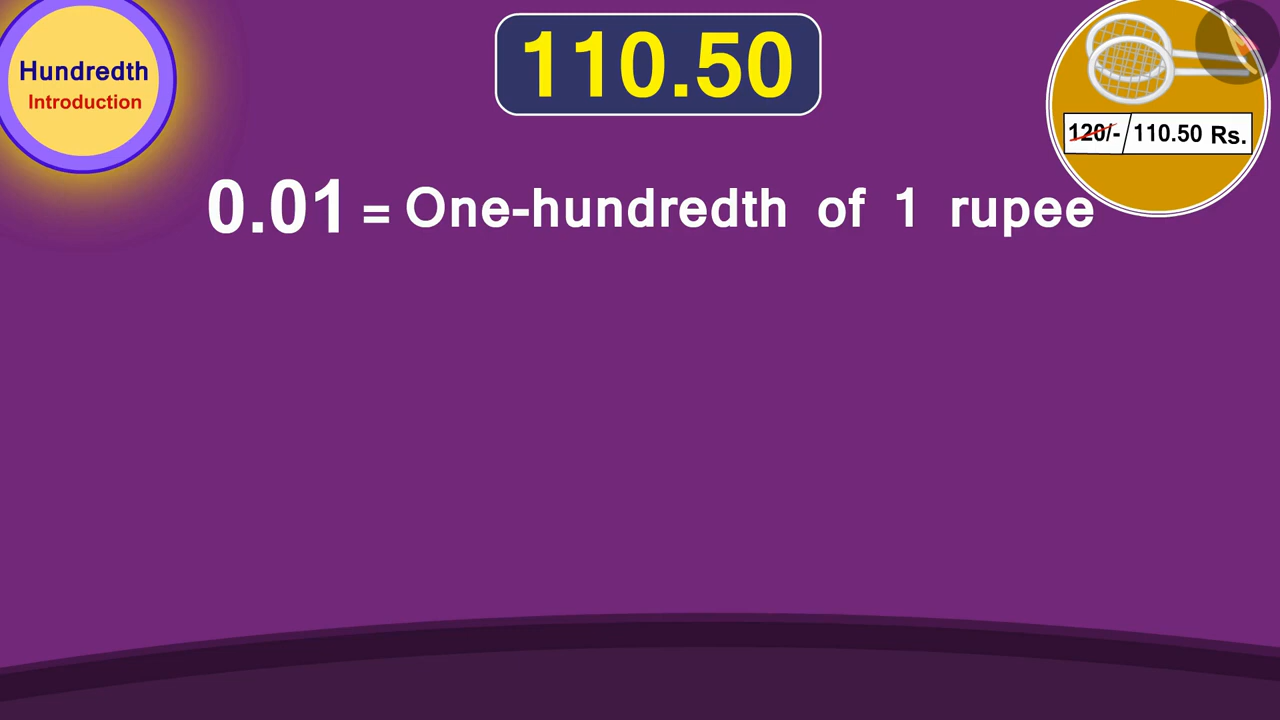 Hundredth
Introduction
110.50
120/- / 110.50 Rs.
0.01 = One-hundredth of 1 rupee